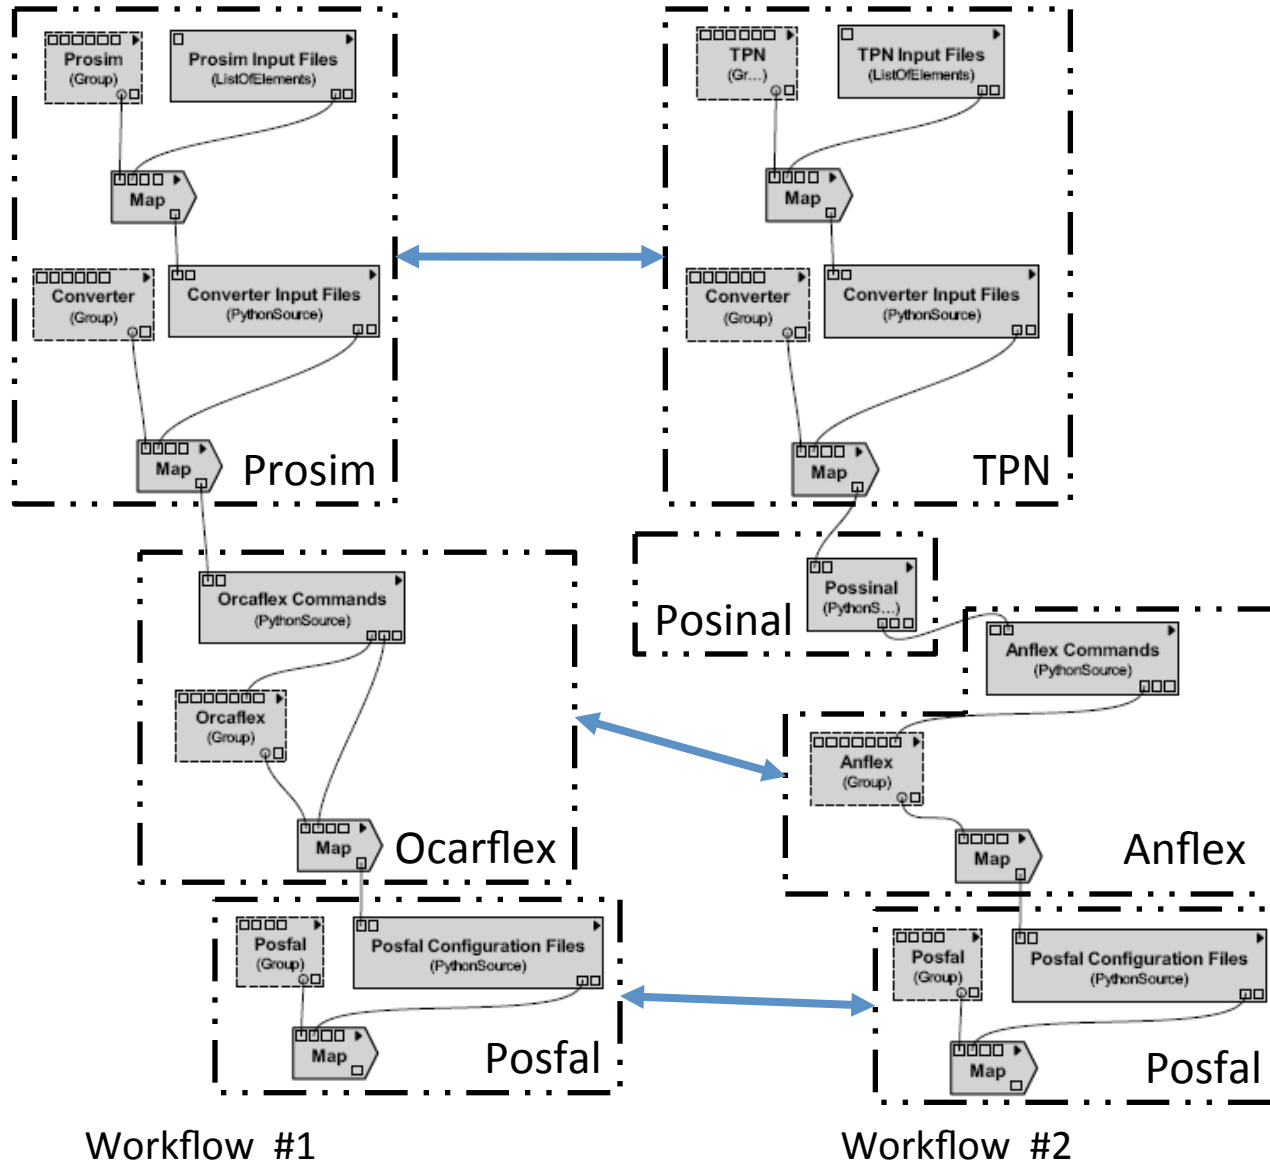 Prosim
(Group)
Prosim Input Files
(ListOfElements)
Map
Converter
(Group)
Converter Input Files
(PythonSource)
Map
Prosim
Orcaflex Commands
(PythonSource)
Orcaflex
(Group)
Map
Ocarflex
Posfal
(Group)
Posfal Configuration Files
(PythonSource)
Map
Posfal
Workflow #1
TPN
(Gr...)
TPN Input Files
(ListOfElements)
Map
Converter
(Group)
Converter Input Files
(PythonSource)
Map
TPN
Possinal
(PythonS...)
Posinal
Anflex Commands
(PythonSource)
Anflex
(Group)
Map
Anflex
Posfal
(Group)
Posfal Configuration Files
(PythonSource)
Map
Posfal
Workflow #2